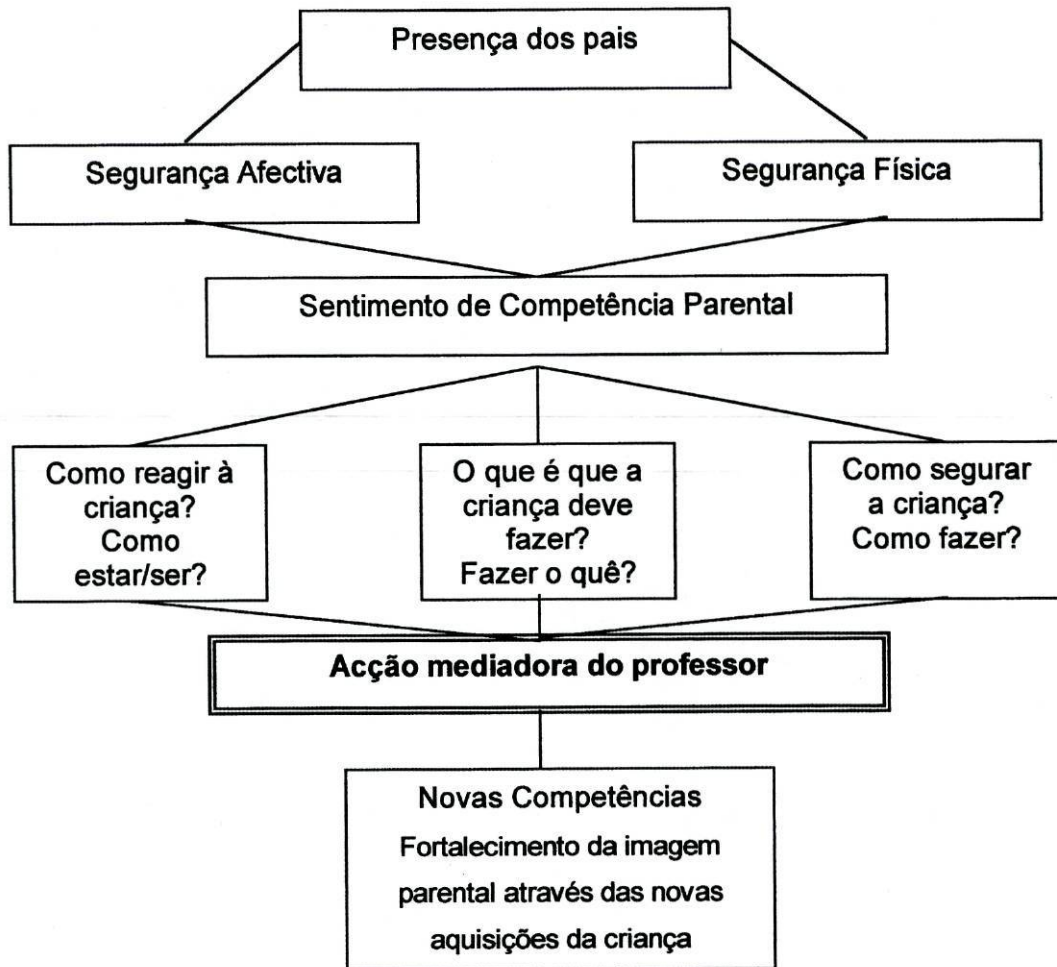 Presença dos pais
Segurança Afectiva
Segurança Física
Sentimento de Competência Parental
Como reagir à
criança?
Como
estar/ser?
O que é que a
criança deve
fazer?
Fazer o quê?
Como segurar
a criança?
Como fazer?
Acção mediadora do professor
Novas Competências
Fortalecimento da imagem
parental através das novas
aquisições da criança